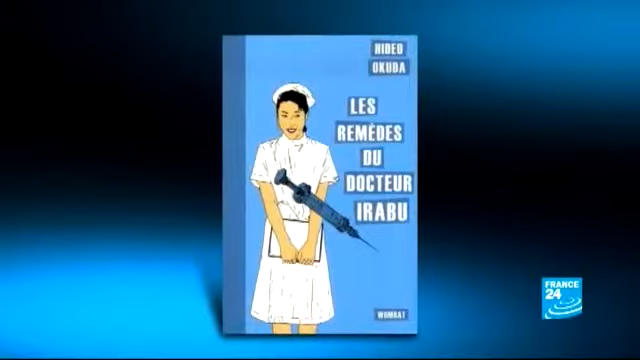 HIDEO
OKUDA
LES
REMÈDES
DU
DOCTEUR
IRABU
WOMBAT
FRANCE
24